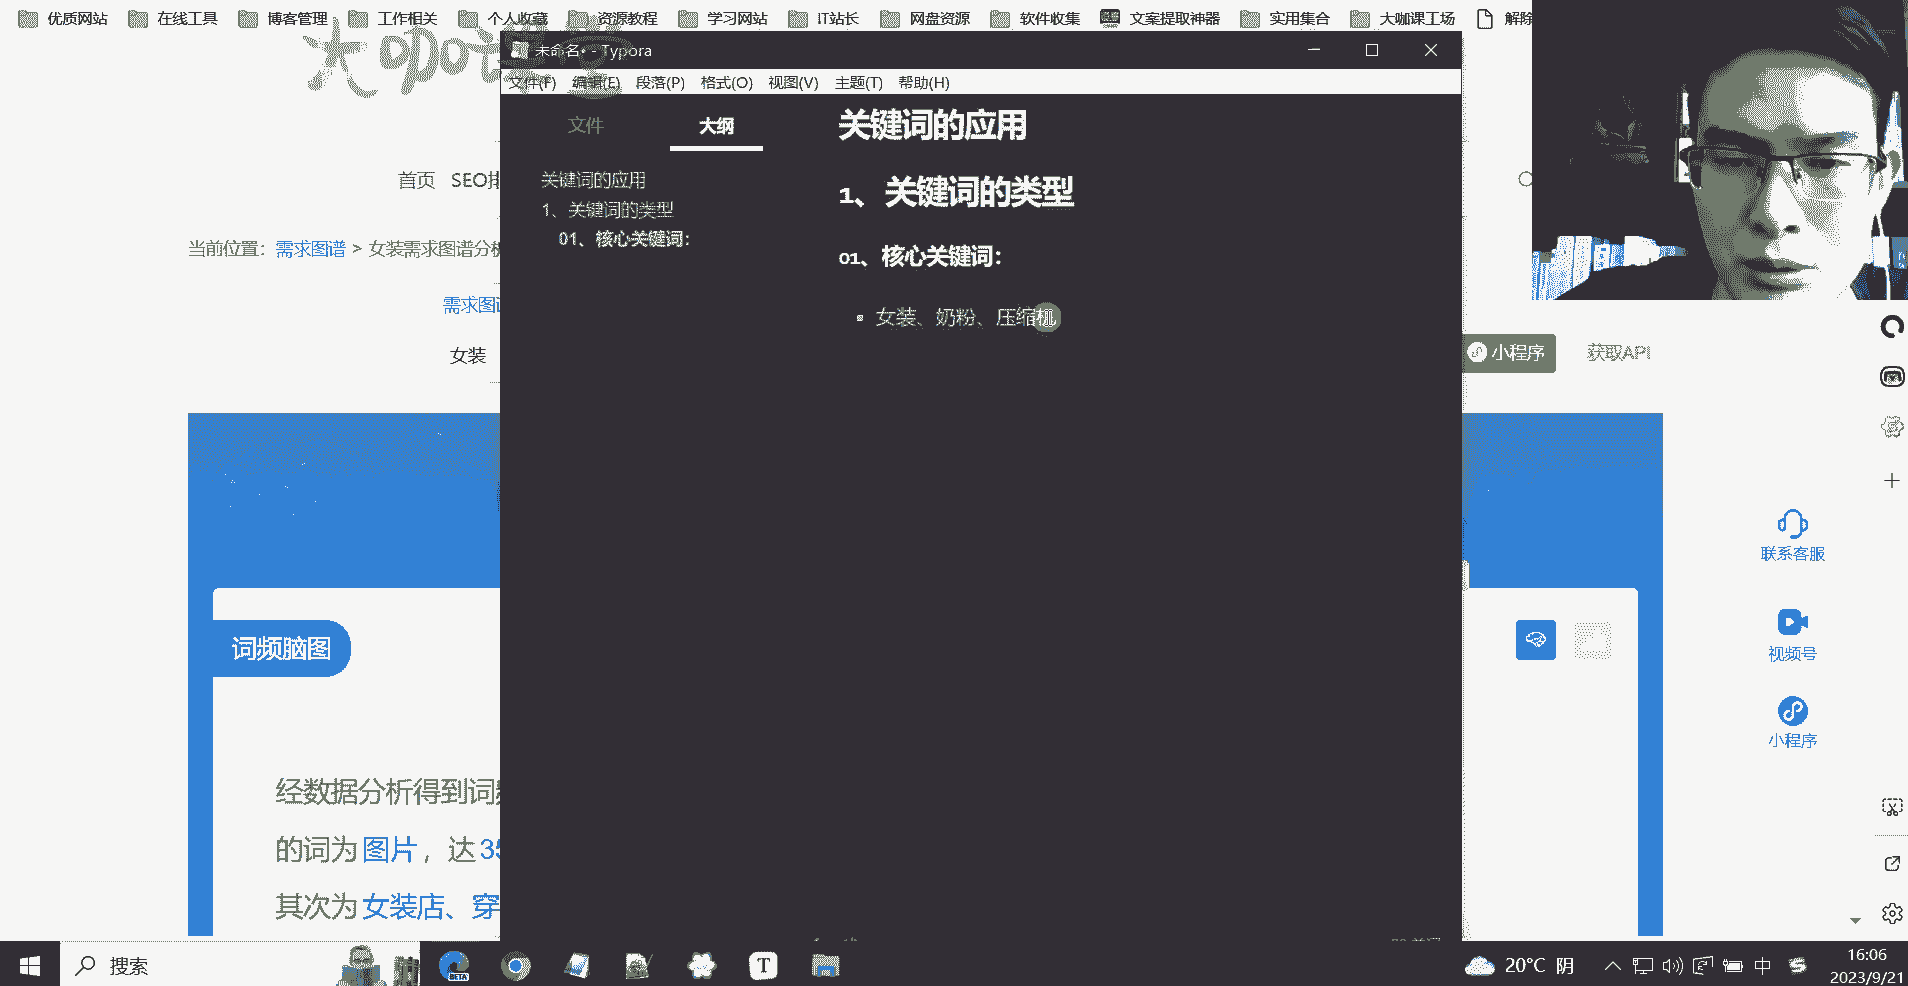 优质网站 在线工具 博客管理 工作相关 个人收藏 资源教程 学习网站 IT站长 网盘资源 软件收集 文案提取神器 实用集合 大咖课工场 解除
未命名• - Typora
文件(F) 编辑(E) 段落(P) 格式(O) 视图(V) 主题(T) 帮助(H)
文件 大纲
关键词的应用
1、关键词的类型
01、核心关键词:
关键词的应用
1、关键词的类型
01、核心关键词:
女装、奶粉、压缩机
首页 SEO
当前位置: 需求图谱 > 女装需求图谱分析
需求图谱
女装
小程序 获取API
词频脑图
经数据分析得到词
的词为 图片 ，达 35
其次为 女装店、穿
联系客服
视频号
小程序
搜索
BETA
20°C 阴
中
16:06
2023/9/21